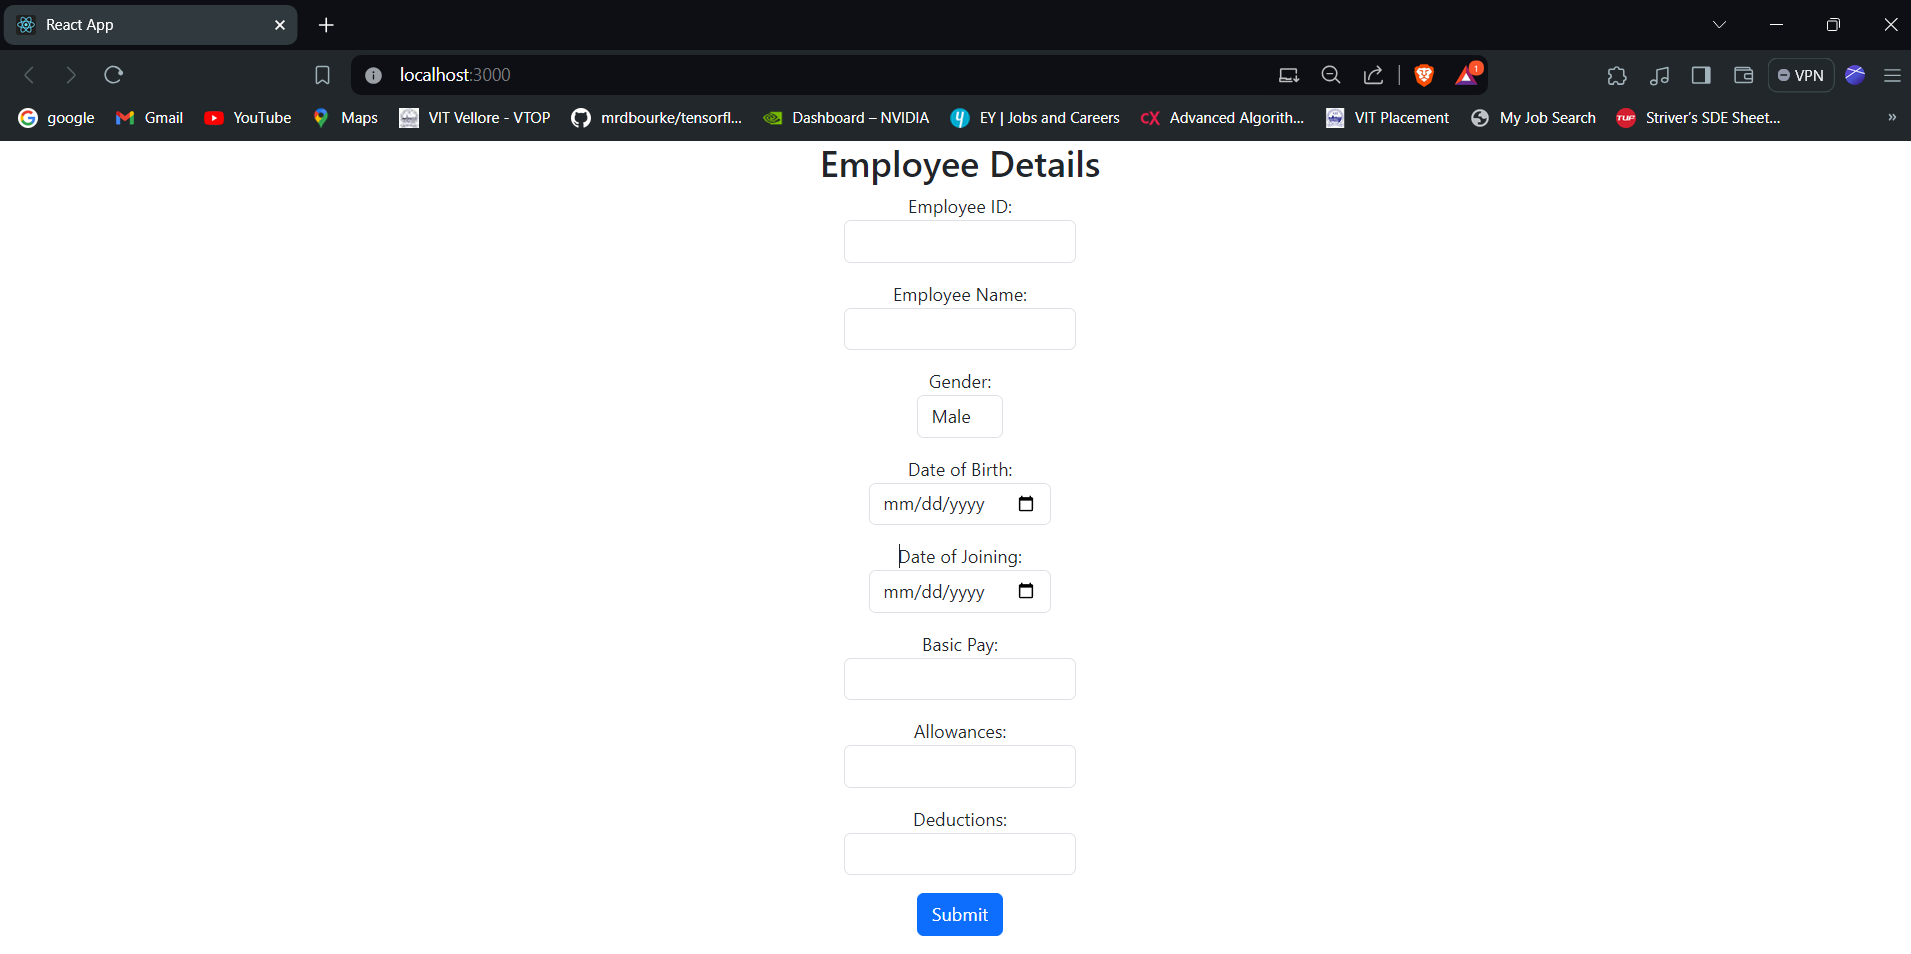 React App
localhost:3000
1
VPN
google Gmail YouTube Maps VIT Vellore - VTOP mrdbourke/tensorfl... Dashboard – NVIDIA EY | Jobs and Careers CX Advanced Algorith... VIT Placement My Job Search TUF Striver's SDE Sheet... »
Employee Details
Employee ID:
Employee Name:
Gender:
Male
Date of Birth:
mm/dd/yyyy
Date of Joining:
mm/dd/yyyy
Basic Pay:
Allowances:
Deductions:
Submit